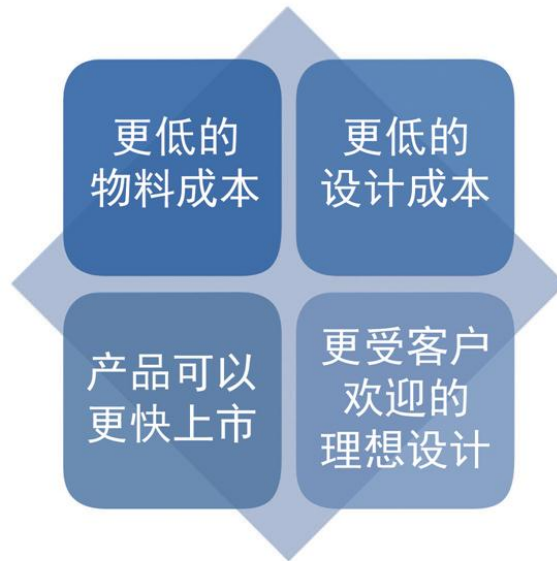 更低的
物料成本
更低的
设计成本
产品可以
更快上市
更受客户
欢迎的
理想设计